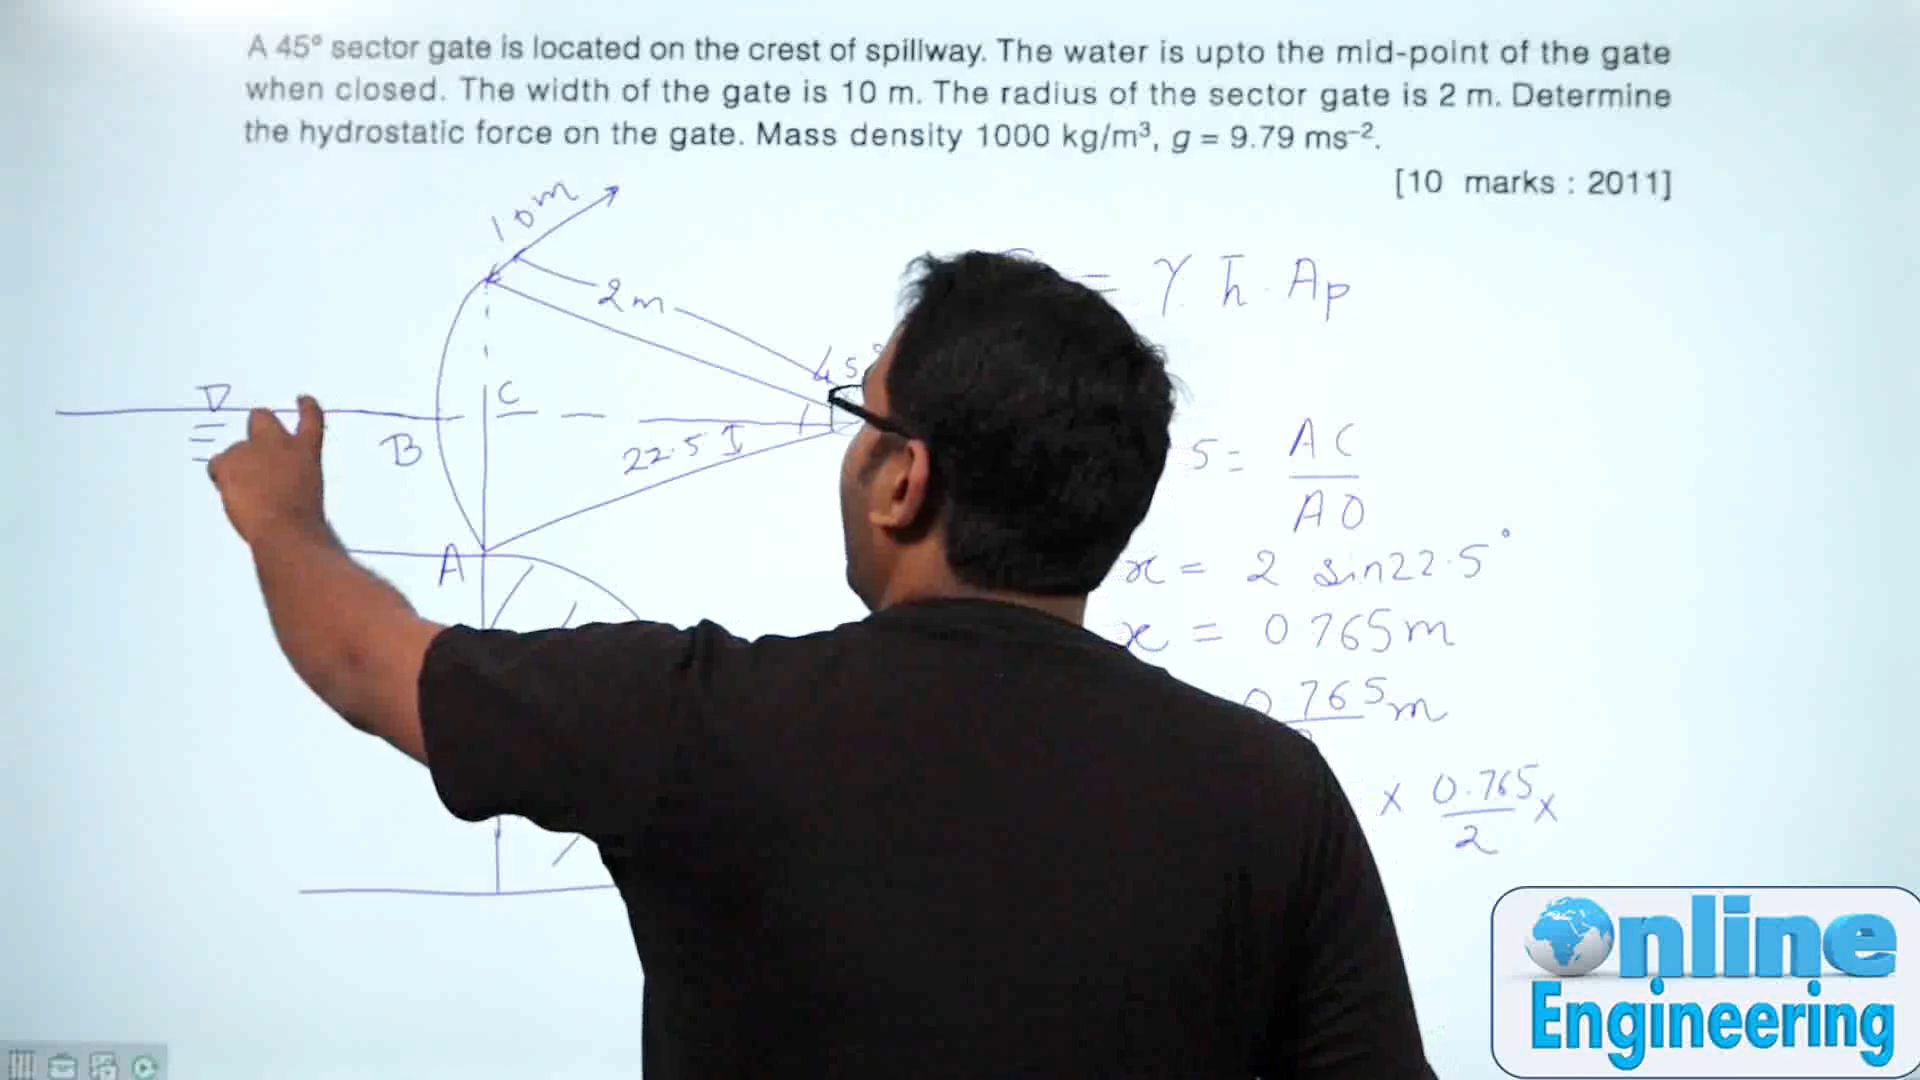 A 45° sector gate is located on the crest of spillway. The water is upto the mid-point of the gate
when closed. The width of the gate is 10 m. The radius of the sector gate is 2 m. Determine
the hydrostatic force on the gate. Mass density 1000 kg/m³, g = 9.79 ms⁻².
[10 marks : 2011]
10m
2m
45°
C
B
22.5
A
= γ h̄ . Ap
5 = AC
AO
x = 2 sin22.5°
x = 0 765m
0 765m
x 0.765 x
2
Online
Engineering